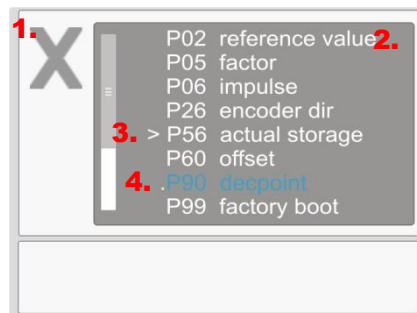 1.
X
P02 reference value 2.
P05 factor
P06 impulse
P26 encoder dir
3. > P56 actual storage
P60 offset
4. .P90 decpoint
P99 factory boot